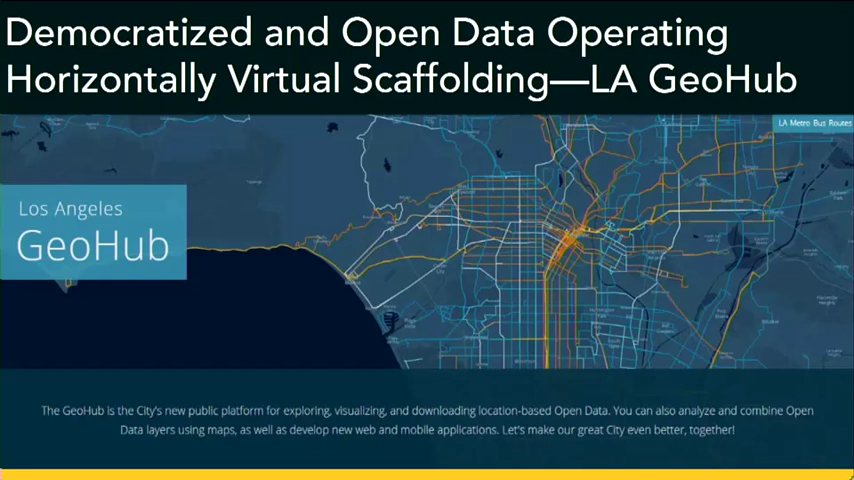 Democratized and Open Data Operating
Horizontally Virtual Scaffolding—LA GeoHub
LA Metro Bus Routes
Los Angeles
GeoHub
The GeoHub is the City's new public platform for exploring, visualizing, and downloading location-based Open Data. You can also analyze and combine Open
Data layers using maps, as well as develop new web and mobile applications. Let's make our great City even better, together!